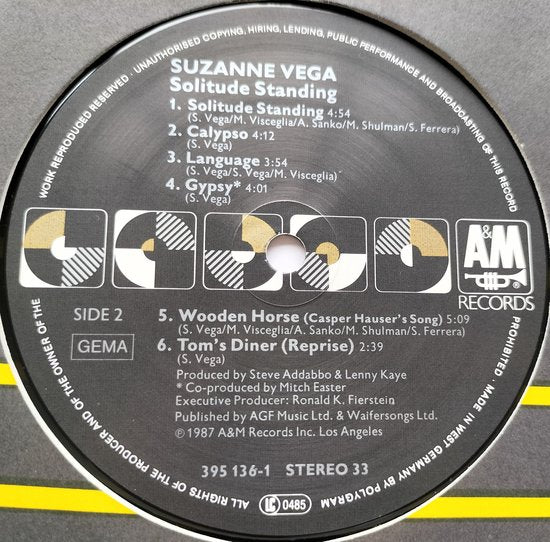 WORK REPRODUCED RESERVED · UNAUTHORISED COPYING, HIRING, LENDING, PUBLIC PERFORMANCE AND BROADCASTING OF THIS RECORD PROHIBITED · MADE IN WEST GERMANY BY POLYGRAM
ALL RIGHTS OF THE PRODUCER AND OF THE OWNER OF THE
SUZANNE VEGA
Solitude Standing
1. Solitude Standing 4:54
(S. Vega/M. Visceglia/A. Sanko/M. Shulman/S. Ferrera)
2. Calypso 4:12
(S. Vega)
3. Language 3:54
(S. Vega/S. Vega/M. Visceglia)
4. Gypsy* 4:01
(S. Vega)
A&M
®
RECORDS
SIDE 2
GEMA
5. Wooden Horse (Casper Hauser's Song) 5:09
(S. Vega/M. Visceglia/A. Sanko/M. Shulman/S. Ferrera)
6. Tom's Diner (Reprise) 2:39
(S. Vega)
Produced by Steve Addabbo & Lenny Kaye
* Co-produced by Mitch Easter
Executive Producer: Ronald K. Fierstein
Published by AGF Music Ltd. & Waifersongs Ltd.
℗ 1987 A&M Records Inc. Los Angeles
395 136-1 STEREO 33
LC 0485